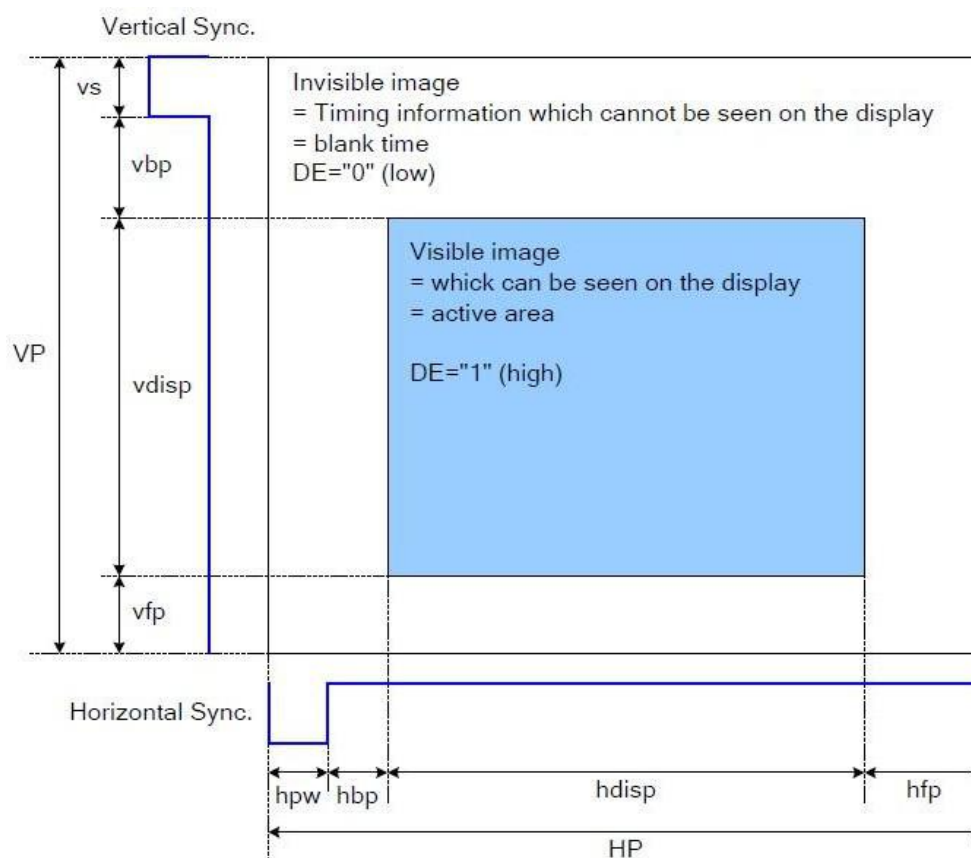 Vertical Sync.
vs
Invisible image
= Timing information which cannot be seen on the display
= blank time
DE="0" (low)
vbp
Visible image
= whick can be seen on the display
= active area
DE="1" (high)
VP
vdisp
vfp
Horizontal Sync.
hpw
hbp
hdisp
hfp
HP